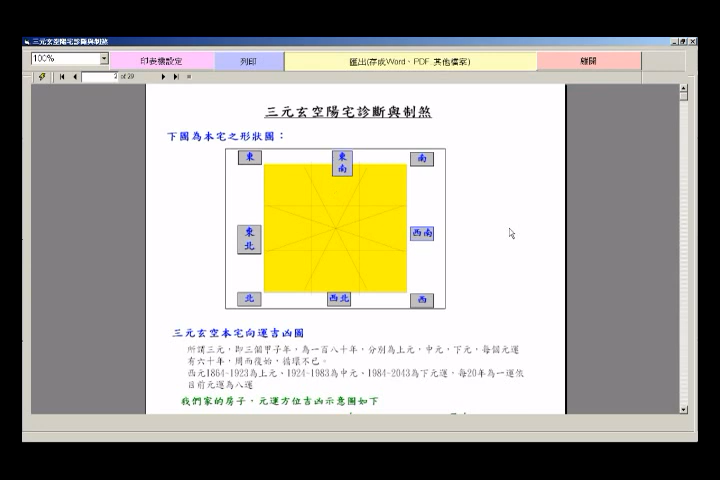 三元玄空陽宅診斷與制煞
100%
印表機設定
列印
匯出(存成Word、PDF..其他檔案)
離開
2 of 29
三元玄空陽宅診斷與制煞
下圖為本宅之形狀圖：
東
東南
南
東北
西南
北
西北
西
三元玄空本宅向運吉凶圖
所謂三元，即三個甲子年，為一百八十年，分別為上元，中元，下元，每個元運
有六十年，周而復始，循環不已。
西元1864~1923為上元、1924~1983為中元、1984~2043為下元運，每20年為一運依
目前元運為八運
我們家的房子，元運方位吉凶示意圖如下